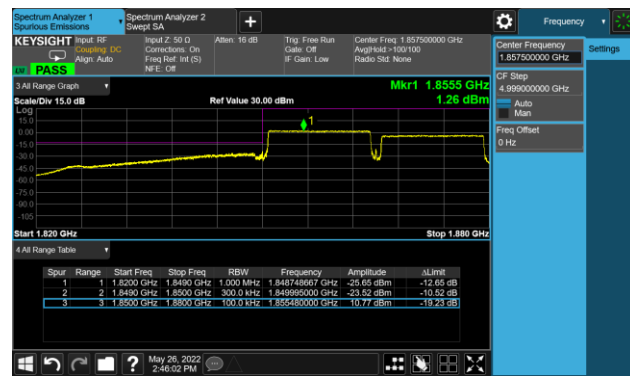 Spectrum Analyzer 1
Spurious Emissions
Spectrum Analyzer 2
Swept SA
Frequency
KEYSIGHT
Input: RF
Coupling: DC
Align: Auto
Input Z: 50 Ω
Corrections: On
Freq Ref: Int (S)
NFE: Off
Atten: 16 dB
Trig: Free Run
Gate: Off
IF Gain: Low
Center Freq: 1.857500000 GHz
Avg|Hold:>100/100
Radio Std: None
PASS
Center Frequency
1.857500000 GHz
Settings
CF Step
4.999000000 GHz
Auto
Man
Freq Offset
0 Hz
3.All Range Graph
Mkr1 1.8555 GHz
Scale/Div 15.0 dB
Ref Value 30.00 dBm
1.26 dBm
Log
15.0
0.00
-15.0
-30.0
-45.0
-60.0
-75.0
-90.0
-105
1
Start 1.820 GHz
Stop 1.880 GHz
4.All Range Table
Spur Range Start Freq Stop Freq RBW Frequency Amplitude ΔLimit
1 1 1.8200 GHz 1.8490 GHz 1.000 MHz 1.848748667 GHz -25.65 dBm -12.65 dB
2 2 1.8490 GHz 1.8500 GHz 300.0 kHz 1.849995000 GHz -23.52 dBm -10.52 dB
3 3 1.8500 GHz 1.8800 GHz 100.0 kHz 1.855480000 GHz 10.77 dBm -19.23 dB
May 26, 2022
2:46:02 PM